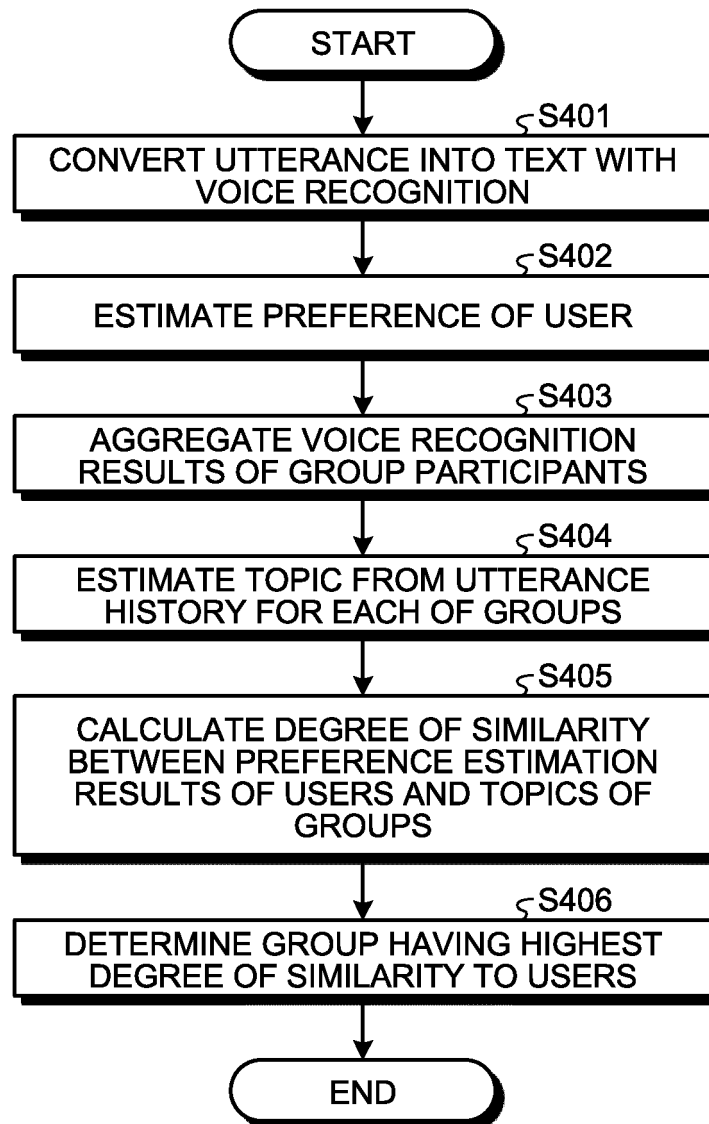 START
S401
CONVERT UTTERANCE INTO TEXT WITH
VOICE RECOGNITION
S402
ESTIMATE PREFERENCE OF USER
S403
AGGREGATE VOICE RECOGNITION
RESULTS OF GROUP PARTICIPANTS
S404
ESTIMATE TOPIC FROM UTTERANCE
HISTORY FOR EACH OF GROUPS
S405
CALCULATE DEGREE OF SIMILARITY
BETWEEN PREFERENCE ESTIMATION
RESULTS OF USERS AND TOPICS OF
GROUPS
S406
DETERMINE GROUP HAVING HIGHEST
DEGREE OF SIMILARITY TO USERS
END